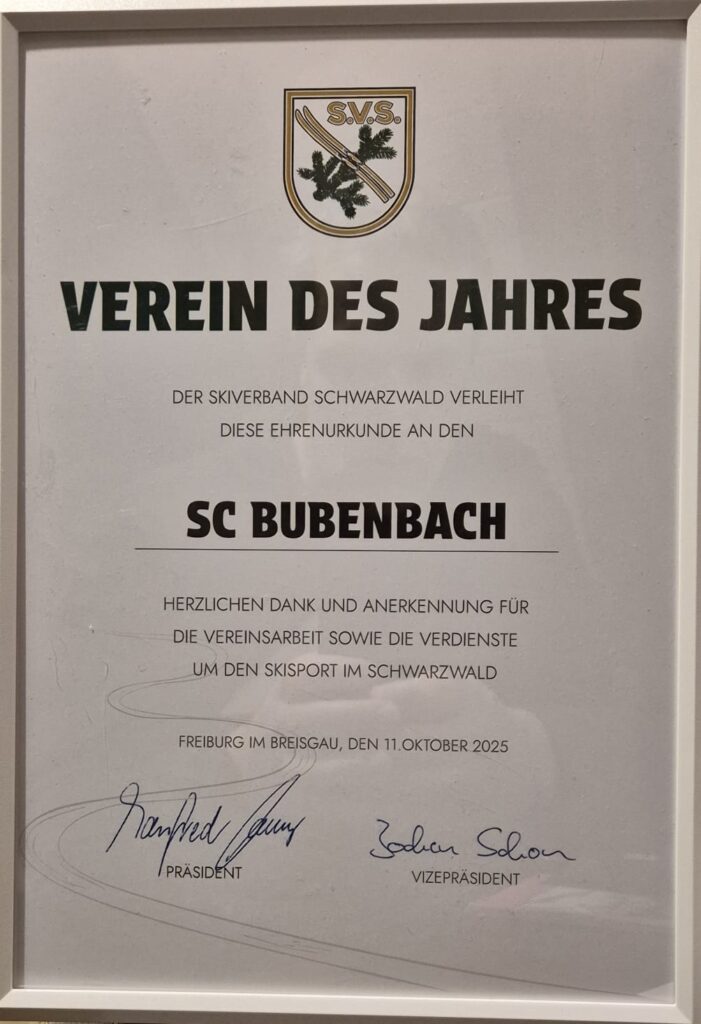 S.V.S.
VEREIN DES JAHRES
DER SKIVERBAND SCHWARZWALD VERLEIHT
DIESE EHRENURKUNDE AN DEN
SC BUBENBACH
HERZLICHEN DANK UND ANERKENNUNG FÜR
DIE VEREINSARBEIT SOWIE DIE VERDIENSTE
UM DEN SKISPORT IM SCHWARZWALD
FREIBURG IM BREISGAU, DEN 11.OKTOBER 2025
Manfred
PRÄSIDENT
VIZEPRÄSIDENT